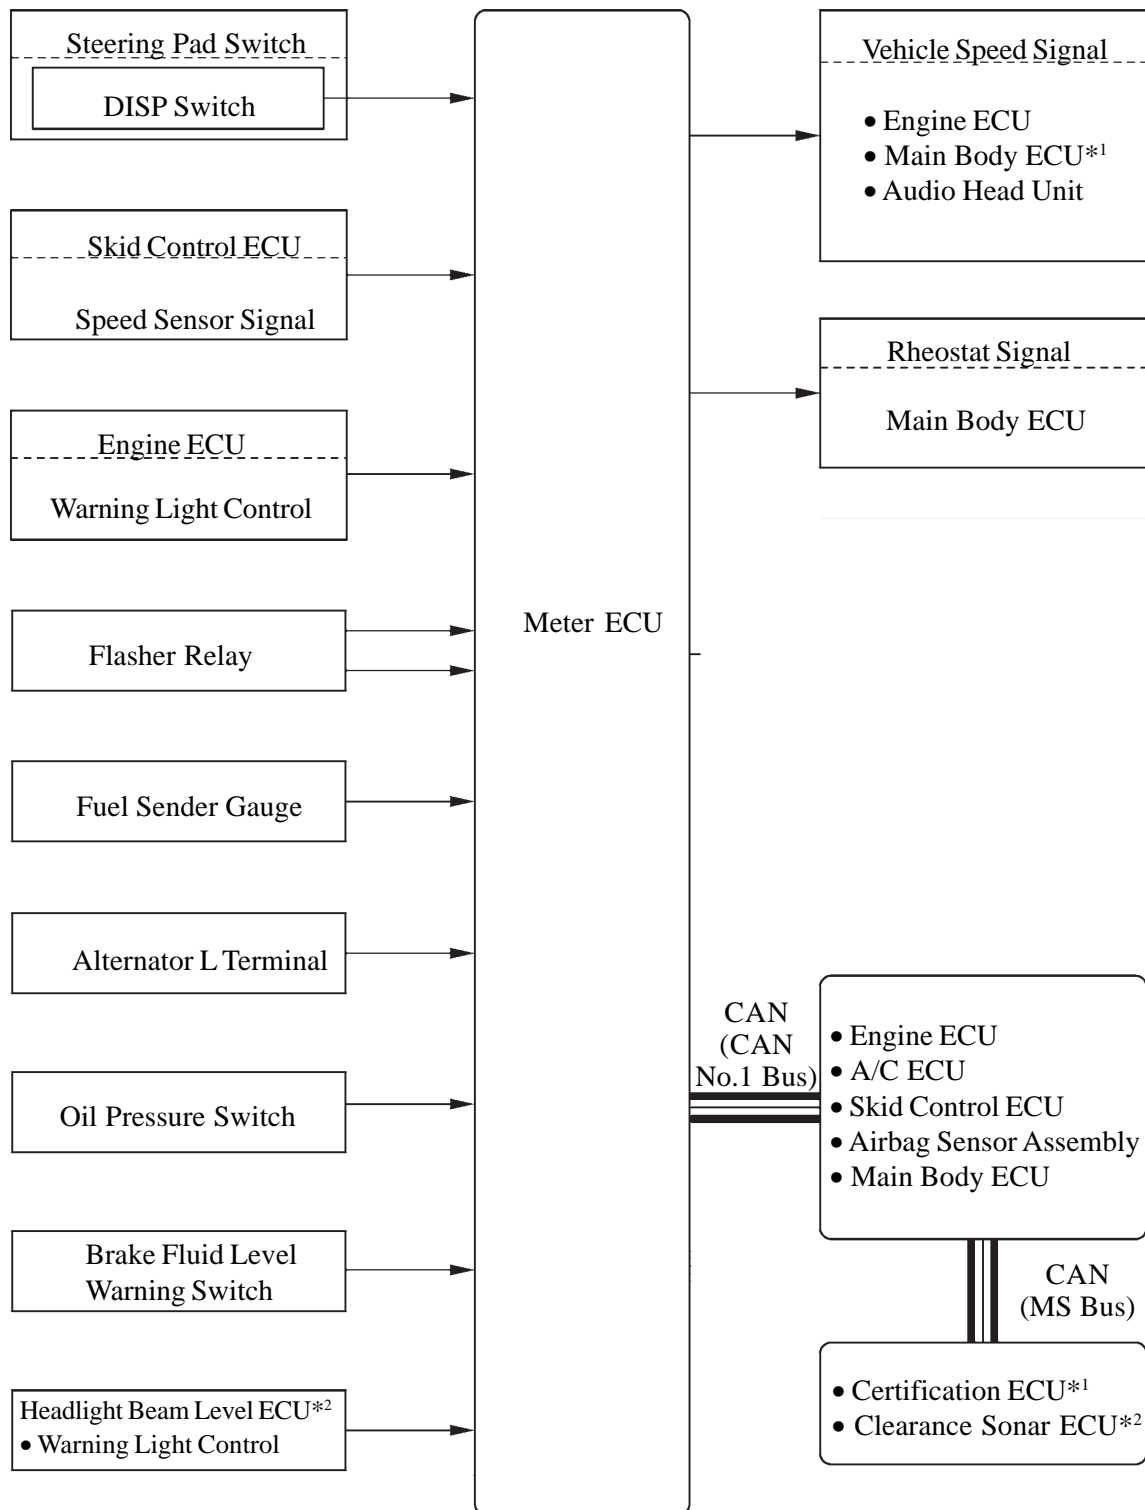 Steering Pad Switch
DISP Switch
Skid Control ECU
Speed Sensor Signal
Engine ECU
Warning Light Control
Flasher Relay
Fuel Sender Gauge
Alternator L Terminal
Oil Pressure Switch
Brake Fluid Level
Warning Switch
Headlight Beam Level ECU*2
• Warning Light Control
Meter ECU
Vehicle Speed Signal
• Engine ECU
• Main Body ECU*1
• Audio Head Unit
Rheostat Signal
Main Body ECU
CAN
(CAN
No.1 Bus)
• Engine ECU
• A/C ECU
• Skid Control ECU
• Airbag Sensor Assembly
• Main Body ECU
CAN
(MS Bus)
• Certification ECU*1
• Clearance Sonar ECU*2